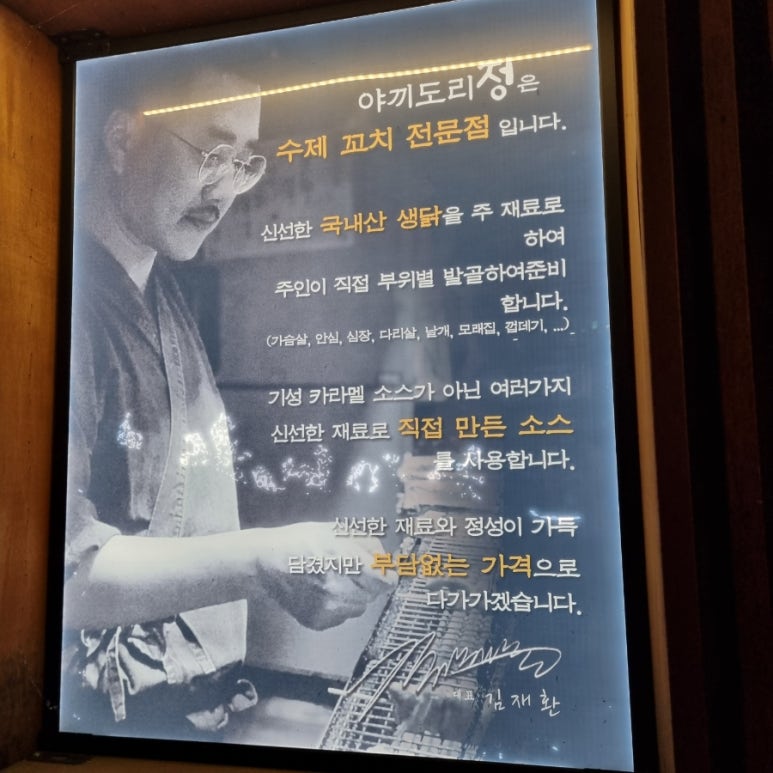 야끼도리정은
수제 꼬치 전문점 입니다.
신선한 국내산 생닭을 주 재료로
하여
주인이 직접 부위별 발골하여준비
합니다.
(가슴살, 안심, 심장, 다리살, 날개, 모래집, 껍데기, ...)
기성 카라멜 소스가 아닌 여러가지
신선한 재료로 직접 만든 소스
를 사용합니다.
신선한 재료와 정성이 가득
담겼지만 부담없는 가격으로
다가가겠습니다.
대표 김재환